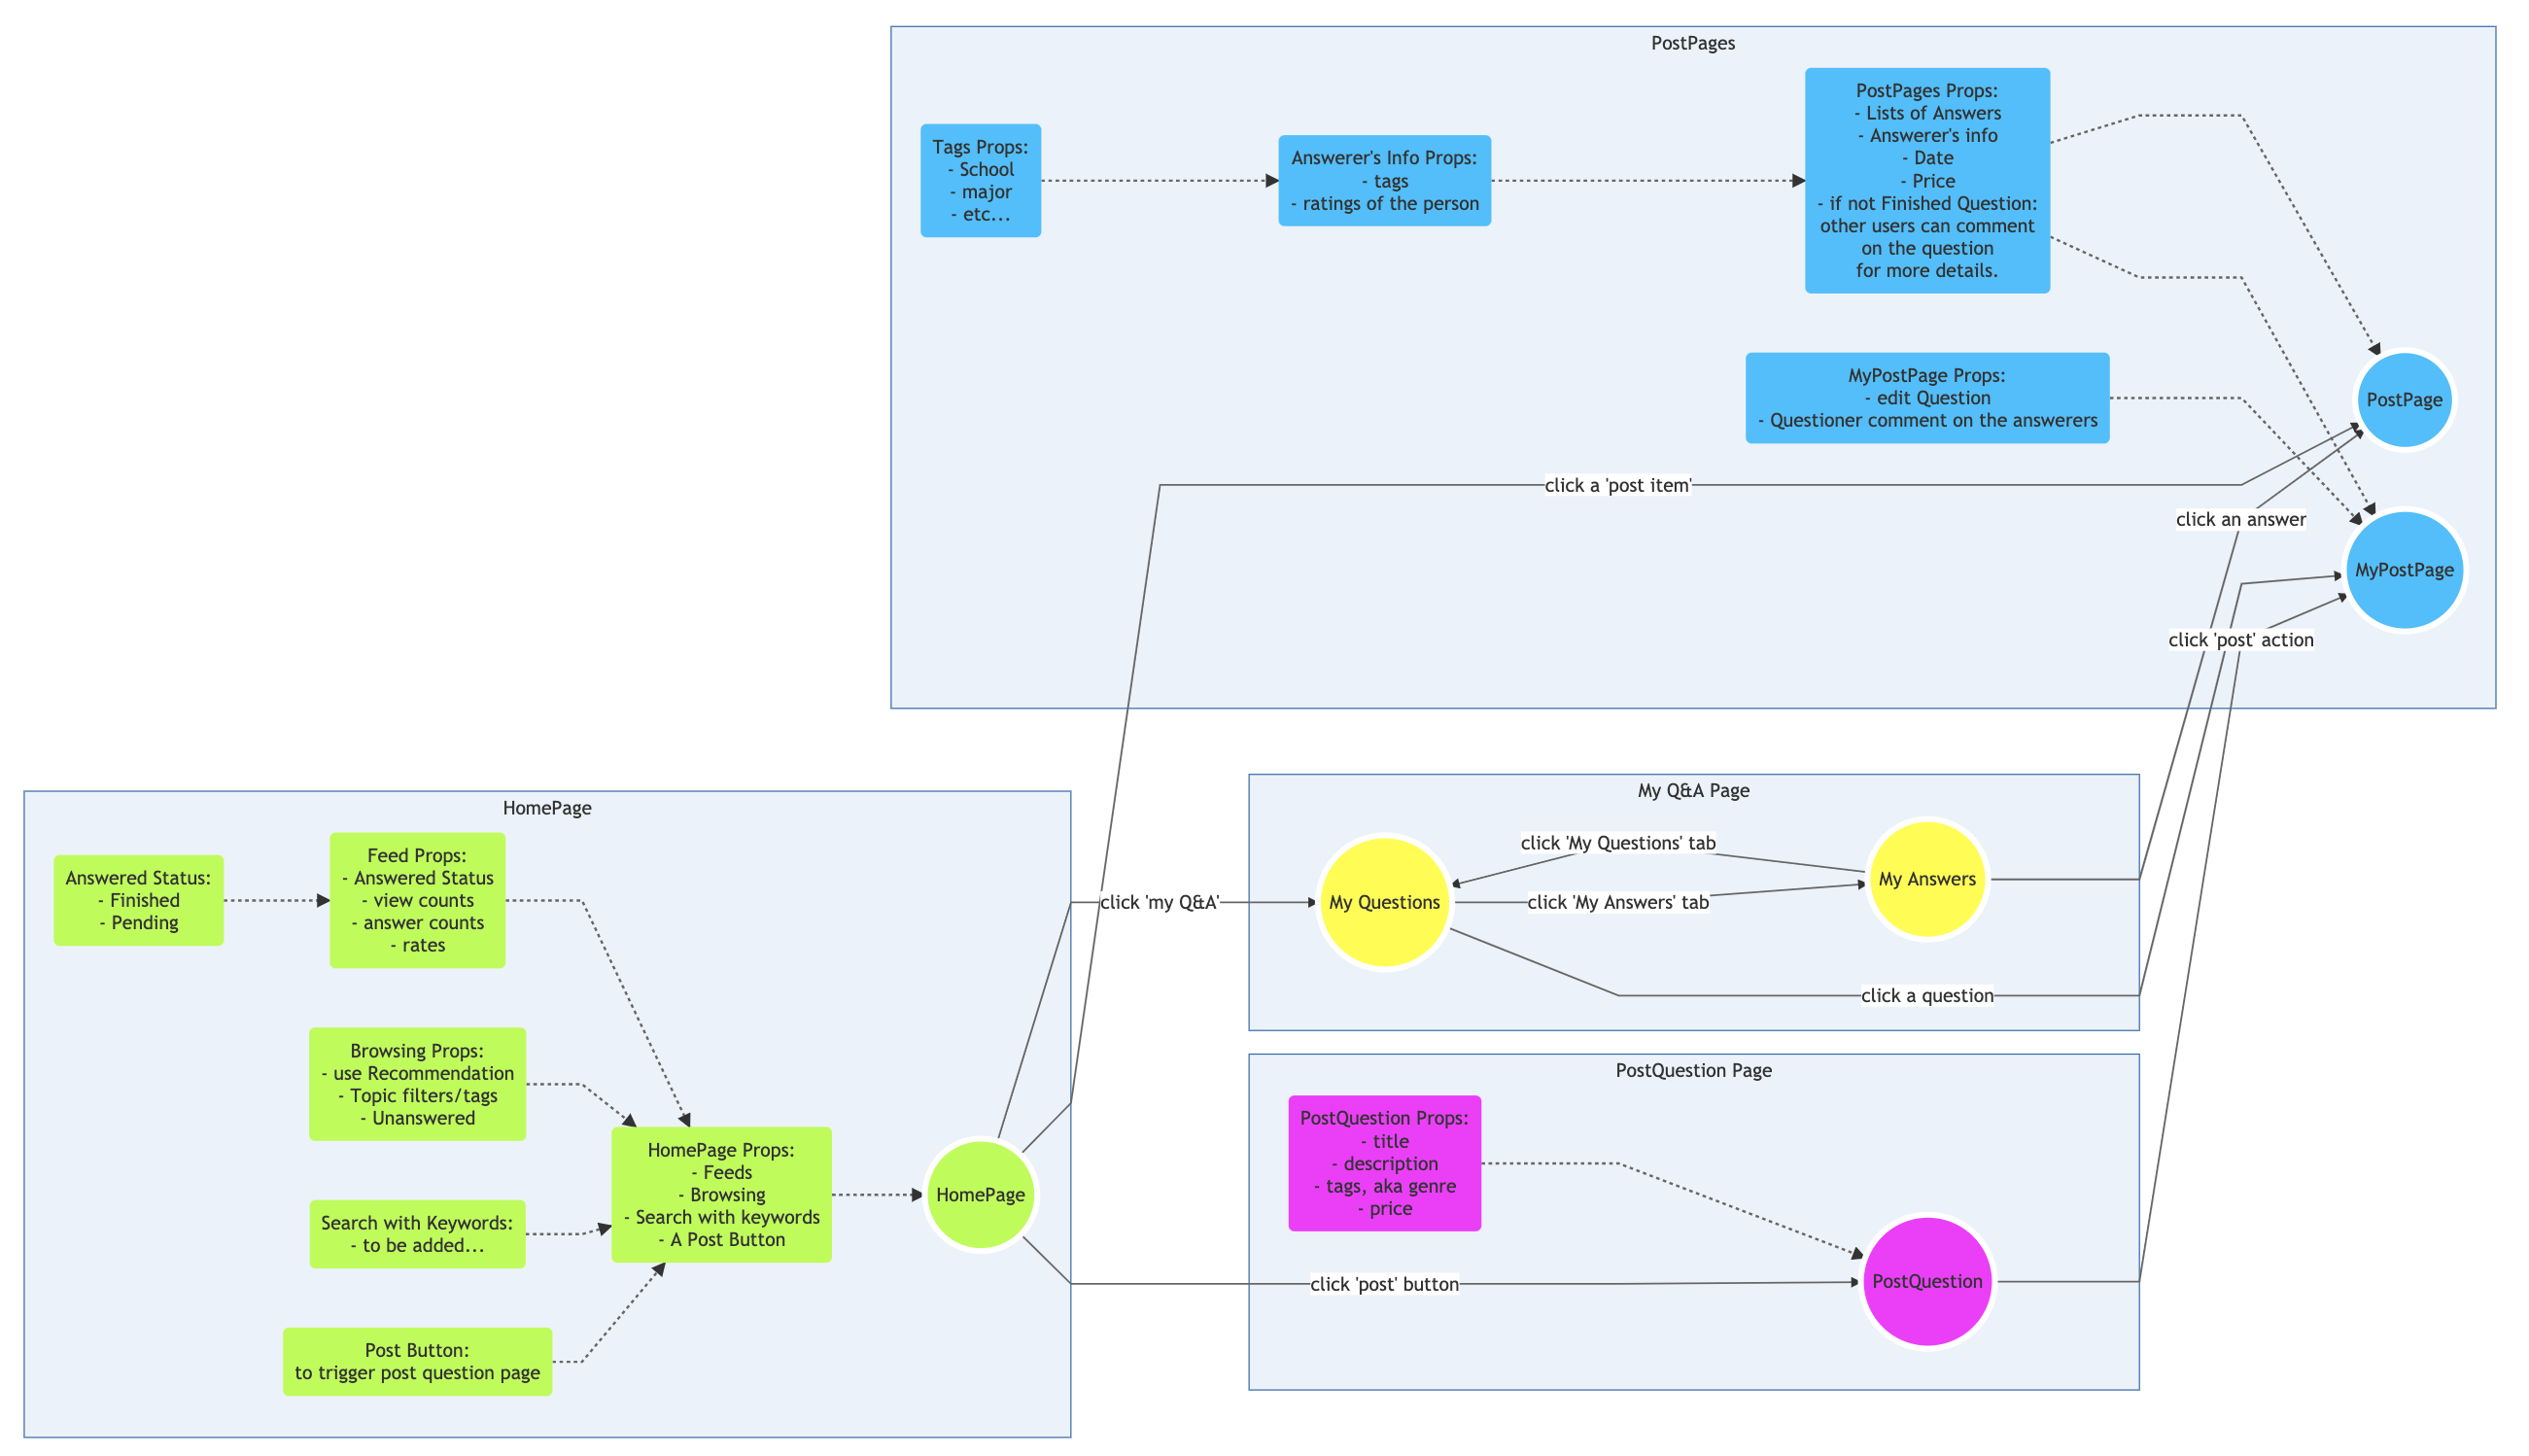 PostPages
Tags Props:
- School
- major
- etc...
Answerer's Info Props:
- tags
- ratings of the person
PostPages Props:
- Lists of Answers
- Answerer's info
- Date
- Price
- if not Finished Question:
other users can comment
on the question
for more details.
MyPostPage Props:
- edit Question
- Questioner comment on the answerers
PostPage
click a 'post item'
click an answer
MyPostPage
click 'post' action
HomePage
Answered Status:
- Finished
- Pending
Feed Props:
- Answered Status
- view counts
- answer counts
- rates
Browsing Props:
- use Recommendation
- Topic filters/tags
- Unanswered
Search with Keywords:
- to be added...
Post Button:
to trigger post question page
HomePage Props:
- Feeds
- Browsing
- Search with keywords
- A Post Button
HomePage
click 'my Q&A'
My Q&A Page
My Questions
click 'My Questions' tab
click 'My Answers' tab
My Answers
click a question
PostQuestion Page
PostQuestion Props:
- title
- description
- tags, aka genre
- price
click 'post' button
PostQuestion